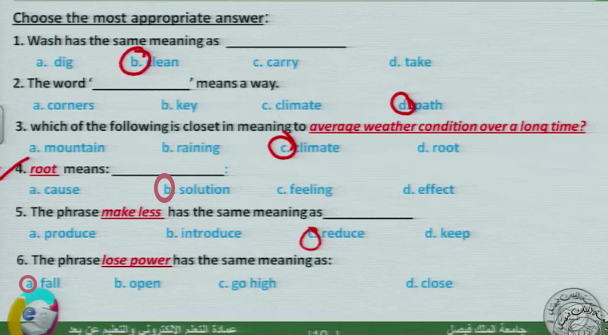 Choose the most appropriate answer:
1. Wash has the same meaning as ____________
a. dig b. clean c. carry d. take
2. The word '____________' means a way.
a. corners b. key c. climate d. path
3. which of the following is closet in meaning to average weather condition over a long time?
a. mountain b. raining c. climate d. root
4. root means: ____________:
a. cause b. solution c. feeling d. effect
5. The phrase make less has the same meaning as____________
a. produce b. introduce c. reduce d. keep
6. The phrase lose power has the same meaning as:
a. fall b. open c. go high d. close
جامعة الملك فيصل
عمادة التعلم الإلكتروني والتعليم عن بعد